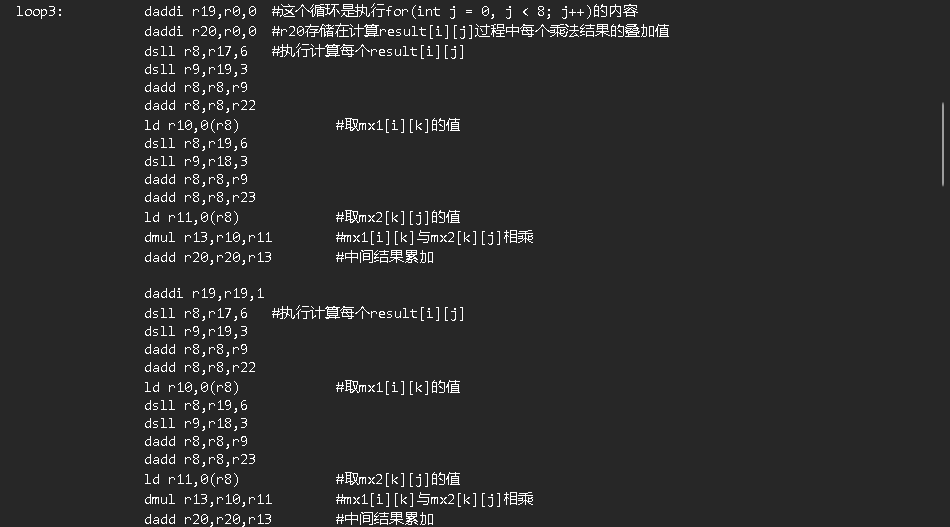 loop3:          daddi r19,r0,0  #这个循环是执行for(int j = 0, j < 8; j++)的内容
                daddi r20,r0,0  #r20存储在计算result[i][j]过程中每个乘法结果的叠加值
                dsll r8,r17,6   #执行计算每个result[i][j]
                dsll r9,r19,3
                dadd r8,r8,r9
                dadd r8,r8,r22
                ld r10,0(r8)            #取mx1[i][k]的值
                dsll r8,r19,6
                dsll r9,r18,3
                dadd r8,r8,r9
                dadd r8,r8,r23
                ld r11,0(r8)            #取mx2[k][j]的值
                dmul r13,r10,r11        #mx1[i][k]与mx2[k][j]相乘
                dadd r20,r20,r13        #中间结果累加

                daddi r19,r19,1
                dsll r8,r17,6   #执行计算每个result[i][j]
                dsll r9,r19,3
                dadd r8,r8,r9
                dadd r8,r8,r22
                ld r10,0(r8)            #取mx1[i][k]的值
                dsll r8,r19,6
                dsll r9,r18,3
                dadd r8,r8,r9
                dadd r8,r8,r23
                ld r11,0(r8)            #取mx2[k][j]的值
                dmul r13,r10,r11        #mx1[i][k]与mx2[k][j]相乘
                dadd r20,r20,r13        #中间结果累加